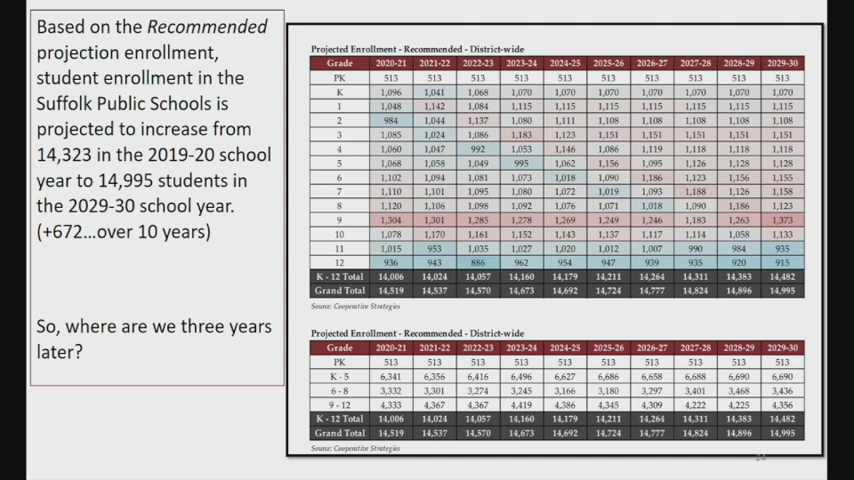 Based on the Recommended
projection enrollment,
student enrollment in the
Suffolk Public Schools is
projected to increase from
14,323 in the 2019-20 school
year to 14,995 students in
the 2029-30 school year.
(+672...over 10 years)
So, where are we three years
later?
Projected Enrollment - Recommended - District-wide
Grade 2020-21 2021-22 2022-23 2023-24 2024-25 2025-26 2026-27 2027-28 2028-29 2029-30
PK 513 513 513 513 513 513 513 513 513 513
K 1,096 1,041 1,068 1,070 1,070 1,070 1,070 1,070 1,070 1,070
1 1,048 1,142 1,084 1,115 1,115 1,115 1,115 1,115 1,115 1,115
2 984 1,044 1,137 1,080 1,111 1,108 1,108 1,108 1,108 1,108
3 1,085 1,024 1,086 1,183 1,123 1,151 1,151 1,151 1,151 1,151
4 1,060 1,047 992 1,053 1,146 1,086 1,119 1,118 1,118 1,118
5 1,068 1,058 1,049 995 1,062 1,156 1,095 1,126 1,128 1,128
6 1,102 1,094 1,081 1,073 1,018 1,090 1,186 1,123 1,156 1,155
7 1,110 1,101 1,095 1,080 1,072 1,019 1,093 1,188 1,126 1,158
8 1,120 1,106 1,098 1,092 1,076 1,071 1,018 1,090 1,186 1,123
9 1,304 1,301 1,285 1,278 1,269 1,249 1,246 1,183 1,263 1,373
10 1,078 1,170 1,161 1,152 1,143 1,137 1,117 1,114 1,058 1,133
11 1,015 953 1,035 1,027 1,020 1,012 1,007 990 984 935
12 936 943 886 962 954 947 939 935 920 915
K - 12 Total 14,006 14,024 14,057 14,160 14,179 14,211 14,264 14,311 14,383 14,482
Grand Total 14,519 14,537 14,570 14,673 14,692 14,724 14,777 14,824 14,896 14,995
Source: Cooperative Strategies
Projected Enrollment - Recommended - District-wide
Grade 2020-21 2021-22 2022-23 2023-24 2024-25 2025-26 2026-27 2027-28 2028-29 2029-30
PK 513 513 513 513 513 513 513 513 513 513
K - 5 6,341 6,356 6,416 6,496 6,627 6,686 6,658 6,688 6,690 6,690
6 - 8 3,332 3,301 3,274 3,245 3,166 3,180 3,297 3,401 3,468 3,436
9 - 12 4,333 4,367 4,367 4,419 4,386 4,345 4,309 4,222 4,225 4,356
K - 12 Total 14,006 14,024 14,057 14,160 14,179 14,211 14,264 14,311 14,383 14,482
Grand Total 14,519 14,537 14,570 14,673 14,692 14,724 14,777 14,824 14,896 14,995
Source: Cooperative Strategies